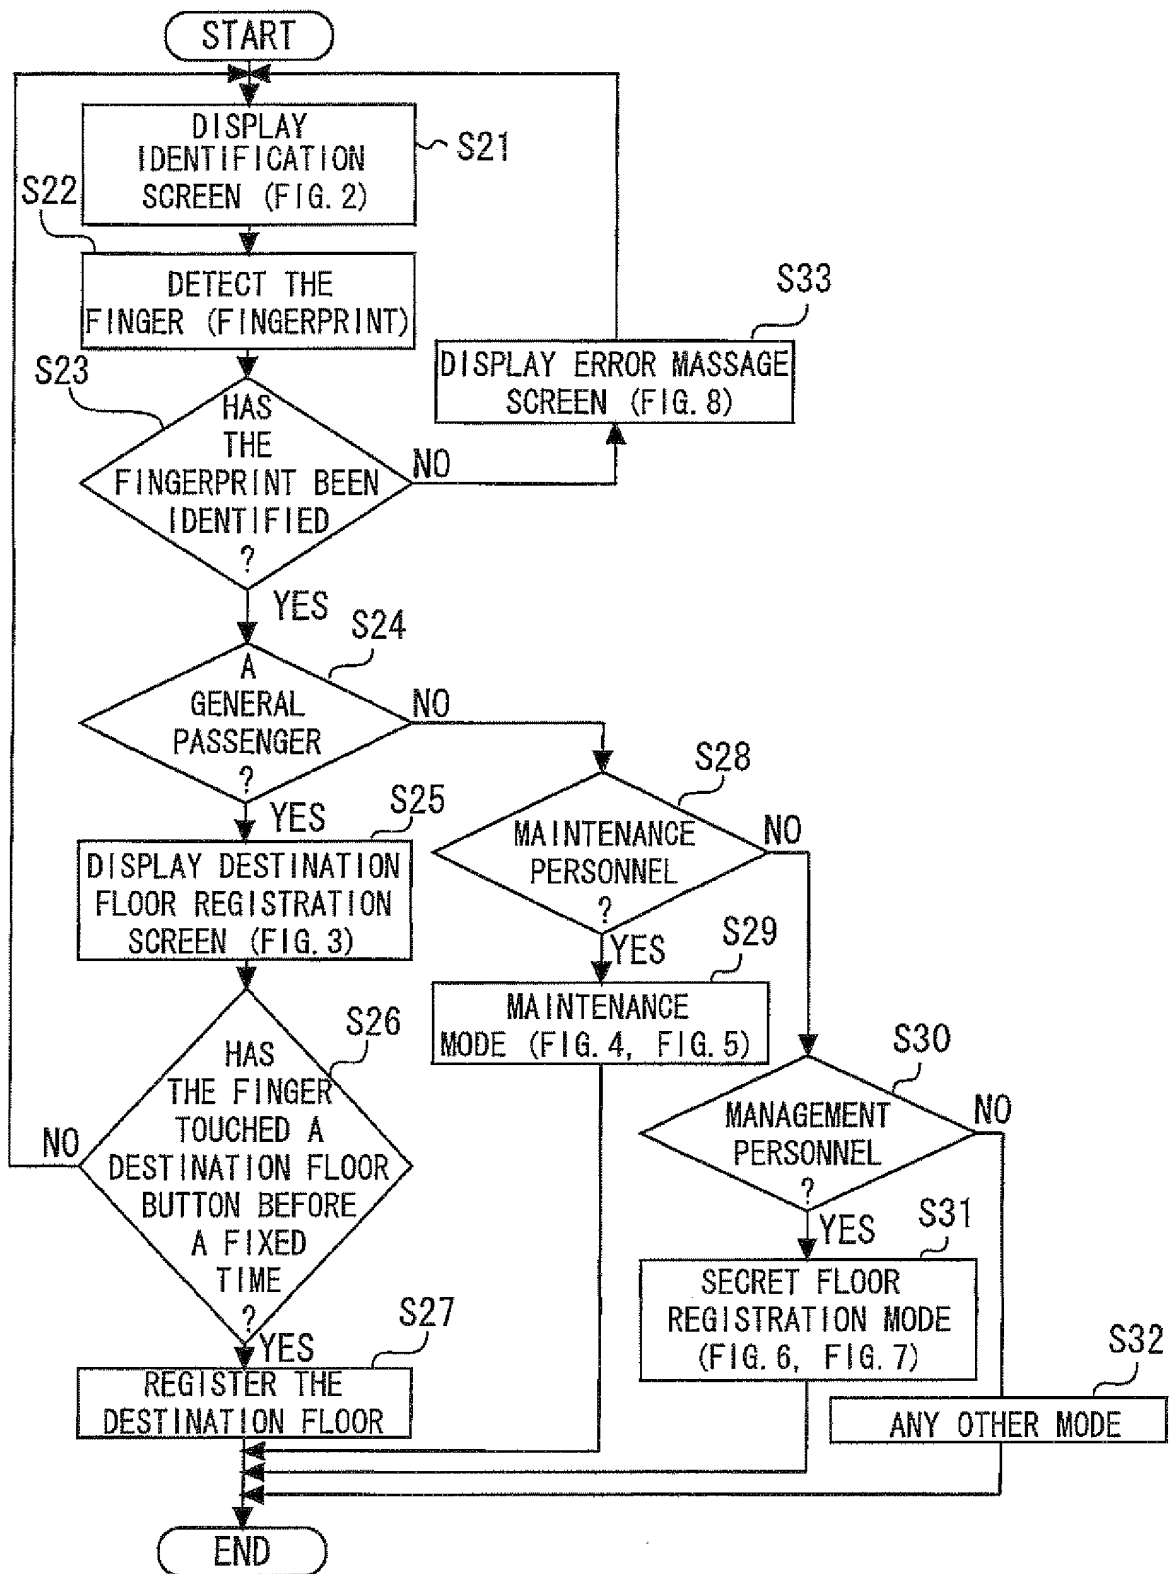 START
DISPLAY
IDENTIFICATION
SCREEN (FIG. 2)
S21
S22
DETECT THE
FINGER (FINGERPRINT)
S33
DISPLAY ERROR MASSAGE
SCREEN (FIG. 8)
S23
HAS
THE
FINGERPRINT BEEN
IDENTIFIED
?
NO
YES
S24
A
GENERAL
PASSENGER
?
NO
YES
S25
DISPLAY DESTINATION
FLOOR REGISTRATION
SCREEN (FIG. 3)
S28
MAINTENANCE
PERSONNEL
?
NO
YES
S29
MAINTENANCE
MODE (FIG. 4, FIG. 5)
S26
HAS
THE FINGER
TOUCHED A
DESTINATION FLOOR
BUTTON BEFORE
A FIXED
TIME
?
NO
YES
S30
MANAGEMENT
PERSONNEL
?
NO
YES
S31
SECRET FLOOR
REGISTRATION MODE
(FIG. 6, FIG. 7)
S27
REGISTER THE
DESTINATION FLOOR
S32
ANY OTHER MODE
END